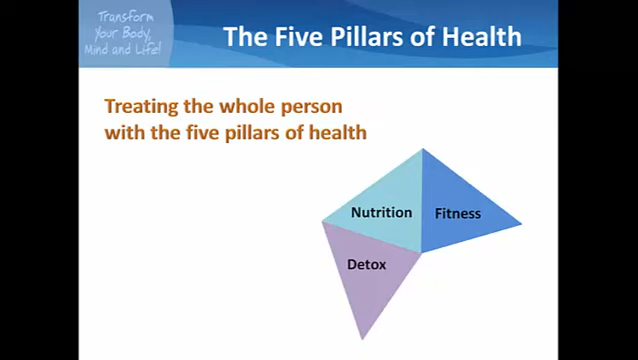 Transform
Your Body,
Mind and Life!
The Five Pillars of Health
Treating the whole person
with the five pillars of health
Nutrition
Fitness
Detox